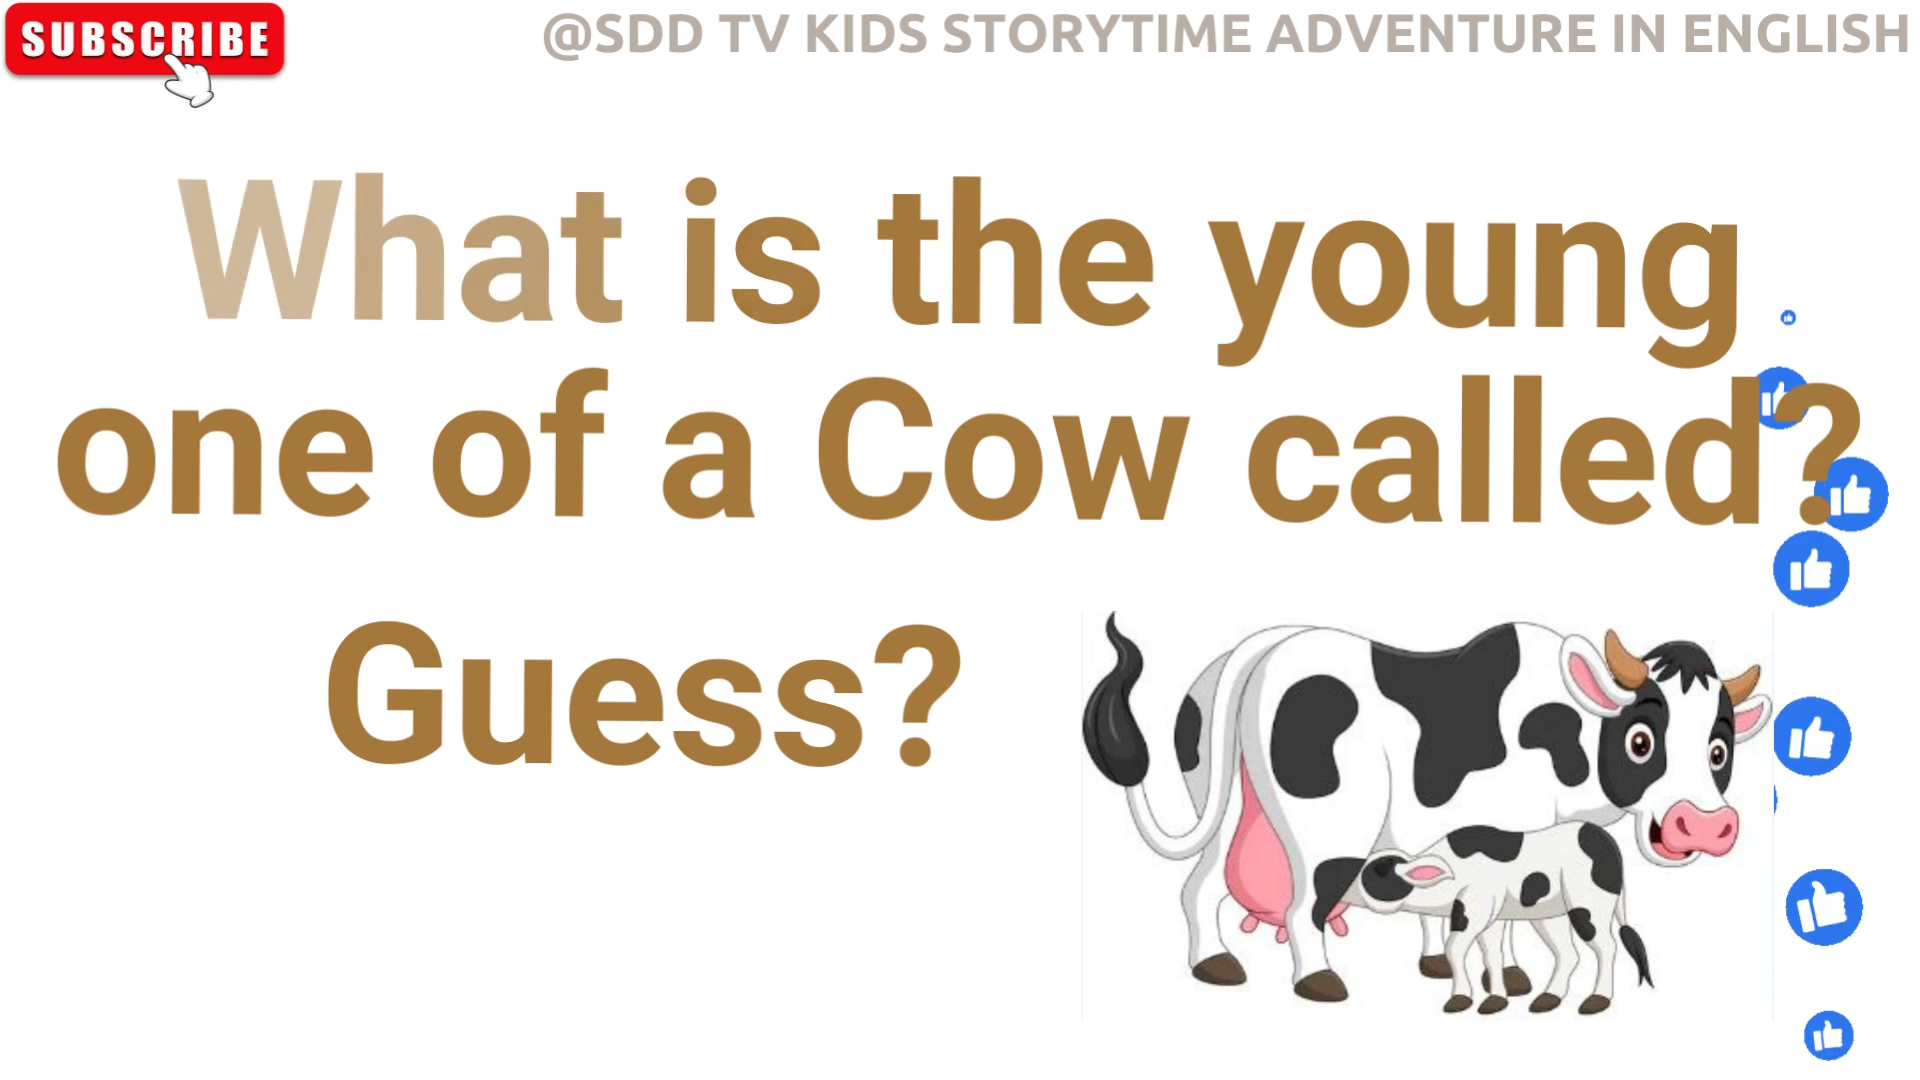 SUBSCRIBE
@SDD TV KIDS STORYTIME ADVENTURE IN ENGLISH
What is the young
one of a Cow called?
Guess?